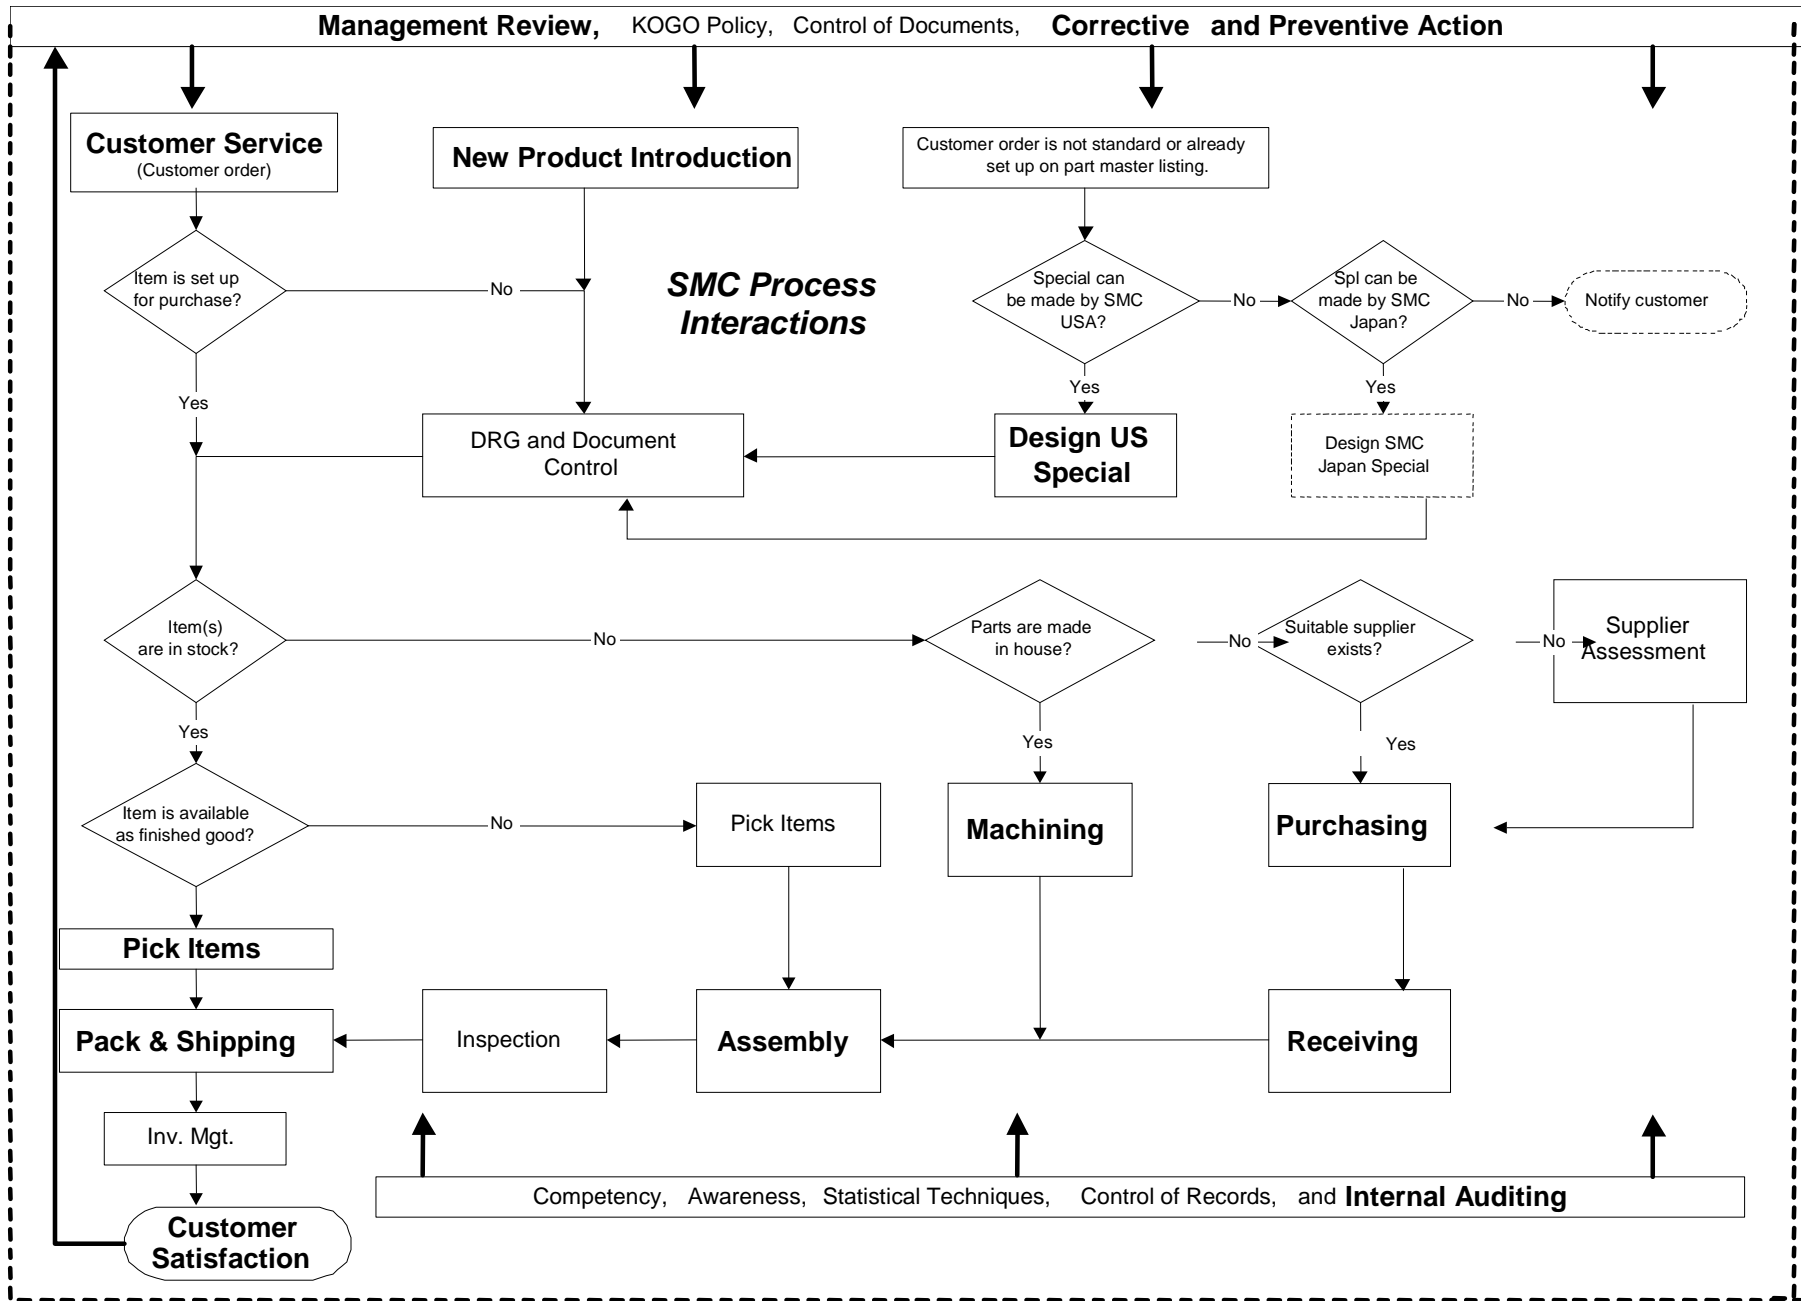 Management Review, KOGO Policy, Control of Documents, Corrective and Preventive Action
Customer Service
(Customer order)
New Product Introduction
Customer order is not standard or already
set up on part master listing.
SMC Process
Interactions
Item is set up
for purchase?
No
Special can
be made by SMC
USA?
No
Spl can be
made by SMC
Japan?
No
Notify customer
Yes
Yes
Yes
DRG and Document
Control
Design US
Special
Design SMC
Japan Special
Item(s)
are in stock?
No
Parts are made
in house?
No
Suitable supplier
exists?
No
Supplier
Assessment
Yes
Yes
Yes
Item is available
as finished good?
No
Pick Items
Machining
Purchasing
Pick Items
Pack & Shipping
Inspection
Assembly
Receiving
Inv. Mgt.
Competency, Awareness, Statistical Techniques, Control of Records, and Internal Auditing
Customer
Satisfaction